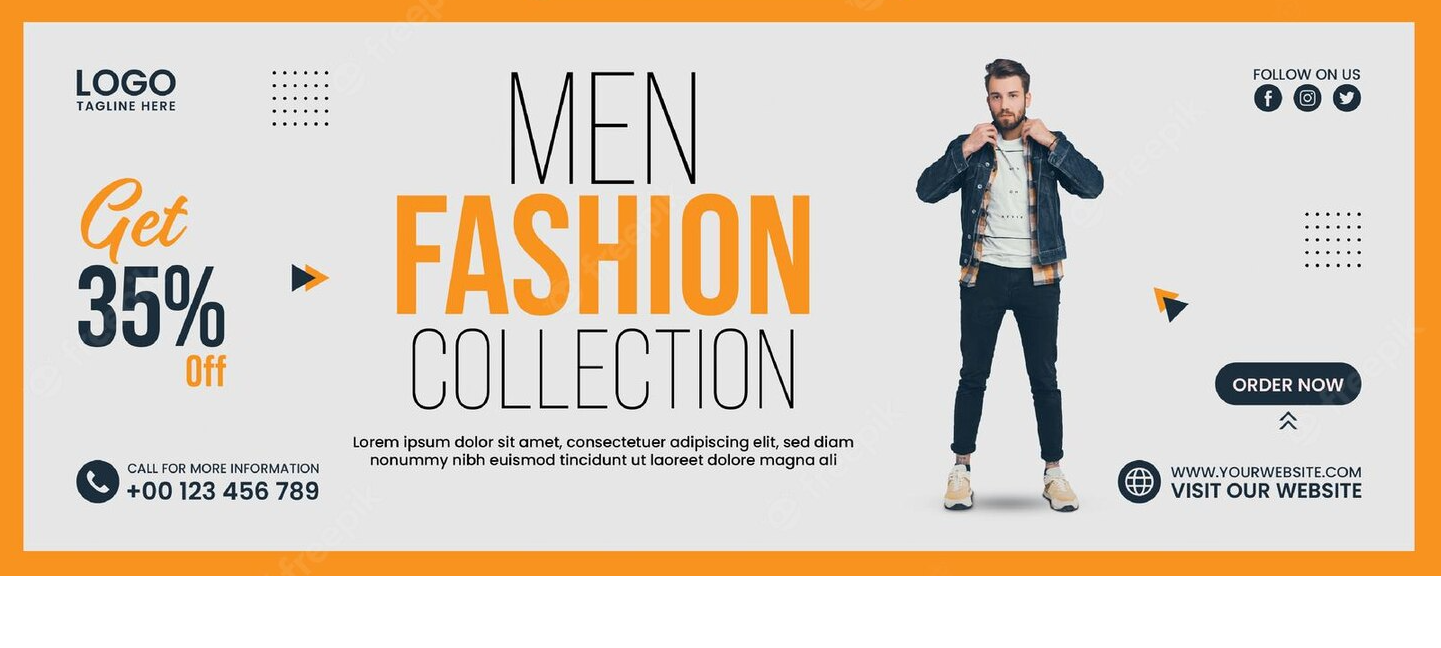 LOGO
TAGLINE HERE
Get
35%
Off
CALL FOR MORE INFORMATION
+00 123 456 789
MEN
FASHION
COLLECTION
Lorem ipsum dolor sit amet, consectetuer adipiscing elit, sed diam
nonummy nibh euismod tincidunt ut laoreet dolore magna ali
FOLLOW ON US
ORDER NOW
WWW.YOURWEBSITE.COM
VISIT OUR WEBSITE
freepik